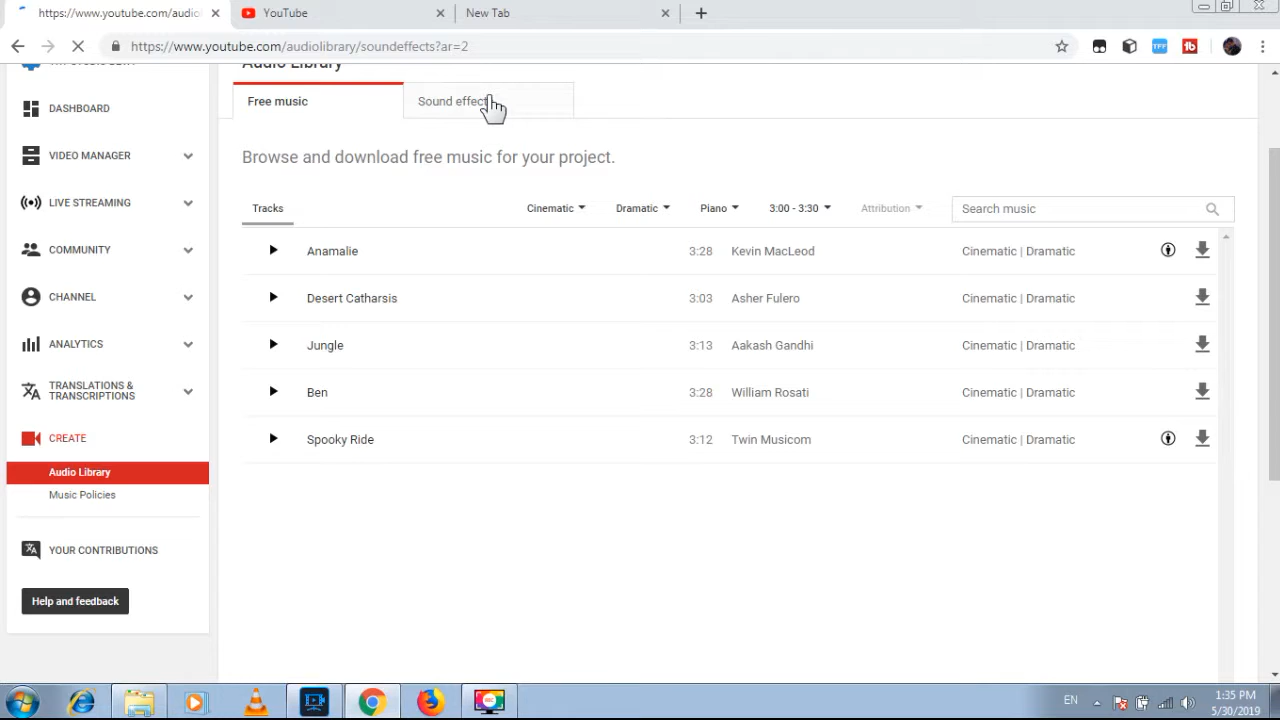 https://www.youtube.com/audio
YouTube
New Tab
https://www.youtube.com/audiolibrary/soundeffects?ar=2
Audio Library
Free music
Sound effect
DASHBOARD
VIDEO MANAGER
LIVE STREAMING
COMMUNITY
CHANNEL
ANALYTICS
TRANSLATIONS &
TRANSCRIPTIONS
CREATE
Audio Library
Music Policies
YOUR CONTRIBUTIONS
Help and feedback
Browse and download free music for your project.
Tracks Cinematic Dramatic Piano 3:00 - 3:30 Attribution Search music
Anamalie 3:28 Kevin MacLeod Cinematic | Dramatic
Desert Catharsis 3:03 Asher Fulero Cinematic | Dramatic
Jungle 3:13 Aakash Gandhi Cinematic | Dramatic
Ben 3:28 William Rosati Cinematic | Dramatic
Spooky Ride 3:12 Twin Musicom Cinematic | Dramatic
EN
1:35 PM
5/30/2019